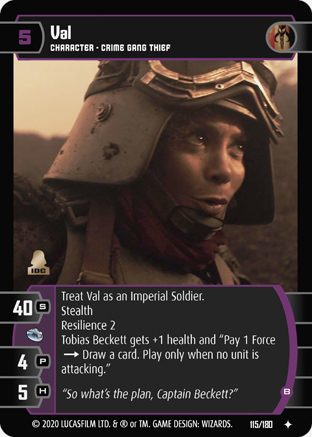 5 Val
CHARACTER • CRIME GANG THIEF
IDC
40 S
4 P
5 H
Treat Val as an Imperial Soldier.
Stealth
Resilience 2
Tobias Beckett gets +1 health and “Pay 1 Force
→ Draw a card. Play only when no unit is
attacking.”
“So what's the plan, Captain Beckett?”
B
© 2020 LUCASFILM LTD. & ® or TM. GAME DESIGN: WIZARDS. 115/180